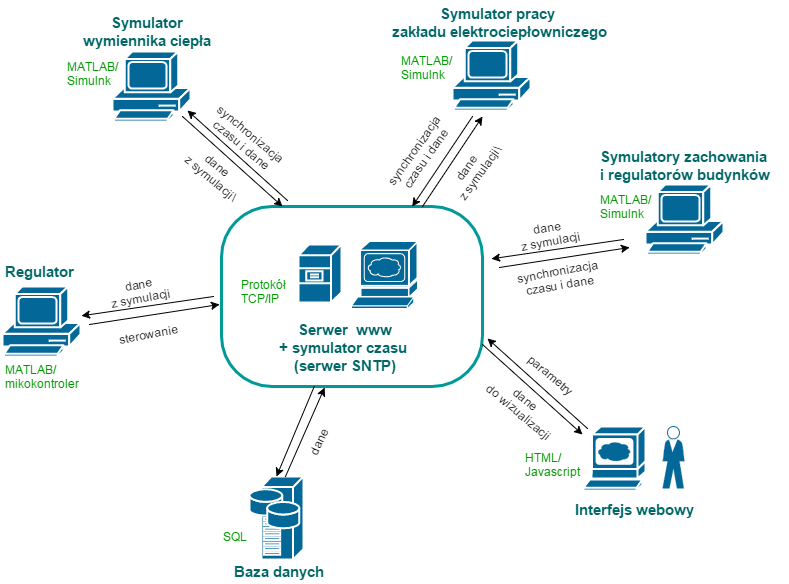 Symulator
wymiennika ciepła
MATLAB/
Simulnk
synchronizacja
czasu i dane
dane
z symulacji\
Symulator pracy
zakładu elektrociepłowniczego
MATLAB/
Simulnk
synchronizacja
czasu i dane
dane
z symulacji\
Symulatory zachowania
i regulatorów budynków
MATLAB/
Simulnk
dane
z symulacji
synchronizacja
czasu i dane
Regulator
dane
z symulacji
sterowanie
MATLAB/
mikokontroler
Protokół
TCP/IP
Serwer www
+ symulator czasu
(serwer SNTP)
parametry
dane
do wizualizacji
HTML/
Javascript
Interfejs webowy
dane
SQL
Baza danych